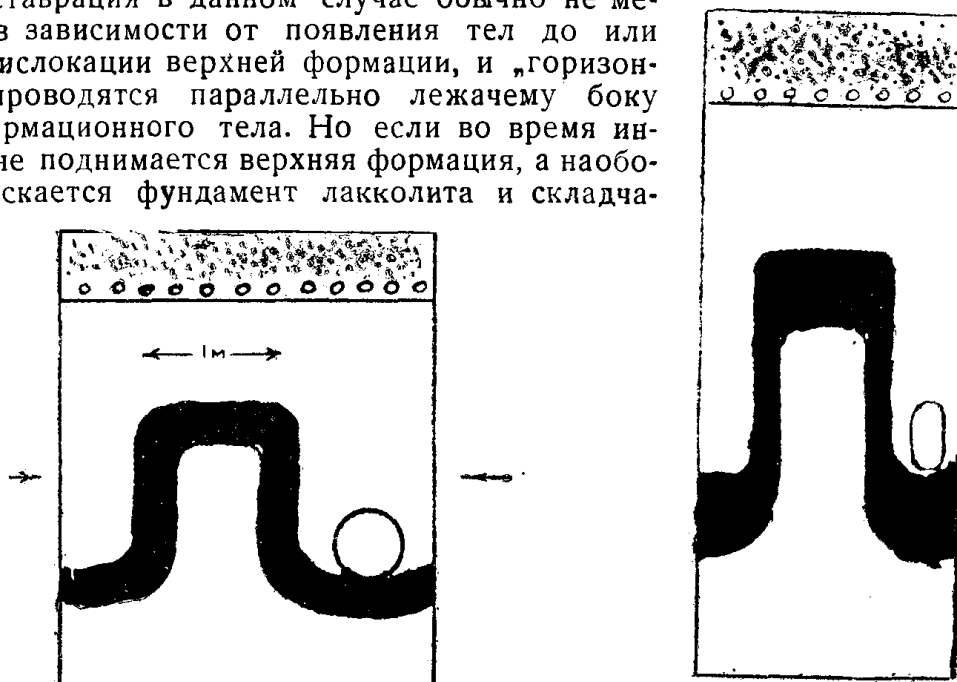 ставрация в данном случае обычно не ме-
в зависимости от появления тел до или
ислокации верхней формации, и „горизон-
проводятся параллельно лежачему боку
рмационного тела. Но если во время ин-
не поднимается верхняя формация, а наобо-
скается фундамент лакколита и складча-
1м